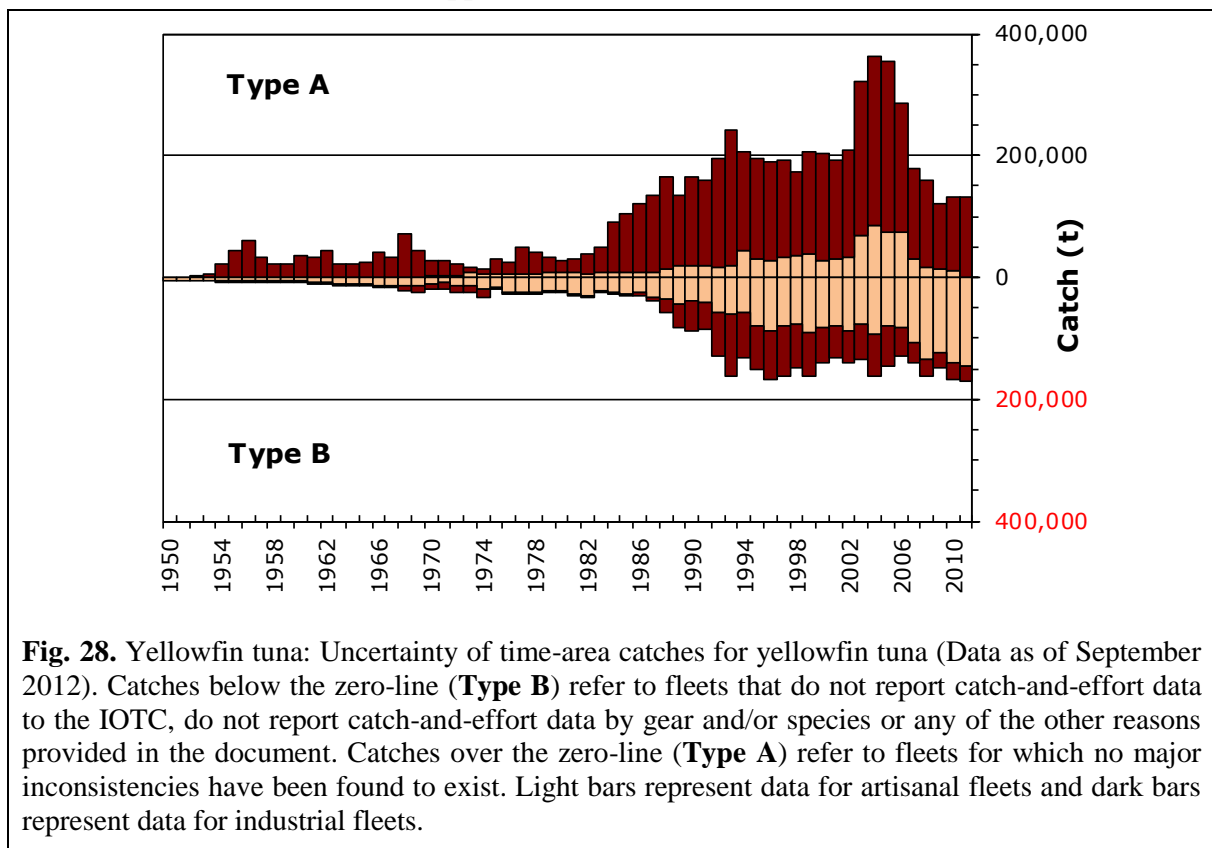 400,000
Type A
200,000
0
Catch (t)
200,000
Type B
400,000
1950
1954
1958
1962
1966
1970
1974
1978
1982
1986
1990
1994
1998
2002
2006
2010
Fig. 28. Yellowfin tuna: Uncertainty of time-area catches for yellowfin tuna (Data as of September
2012). Catches below the zero-line (Type B) refer to fleets that do not report catch-and-effort data
to the IOTC, do not report catch-and-effort data by gear and/or species or any of the other reasons
provided in the document. Catches over the zero-line (Type A) refer to fleets for which no major
inconsistencies have been found to exist. Light bars represent data for artisanal fleets and dark bars
represent data for industrial fleets.